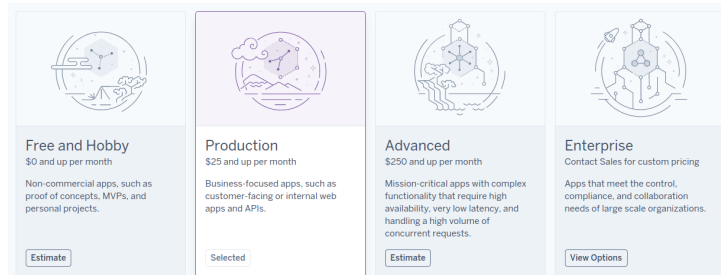 Free and Hobby
$0 and up per month
Non-commercial apps, such as
proof of concepts, MVPs, and
personal projects.
Estimate
Production
$25 and up per month
Business-focused apps, such as
customer-facing or internal web
apps and APIs.
Selected
Advanced
$250 and up per month
Mission-critical apps with complex
functionality that require high
availability, very low latency, and
handling a high volume of
concurrent requests.
Estimate
Enterprise
Contact Sales for custom pricing
Apps that meet the control,
compliance, and collaboration
needs of large scale organizations.
View Options